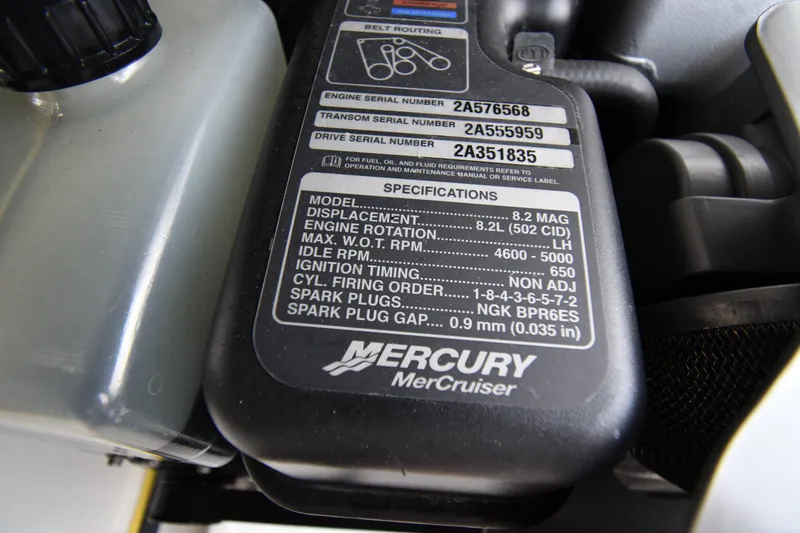 BELT ROUTING
ENGINE SERIAL NUMBER 2A576568
TRANSOM SERIAL NUMBER 2A555959
DRIVE SERIAL NUMBER 2A351835
FOR FUEL, OIL, AND FLUID REQUIREMENTS REFER TO
OPERATION AND MAINTENANCE MANUAL OR SERVICE LABEL.
SPECIFICATIONS
MODEL........................8.2 MAG
DISPLACEMENT............8.2L (502 CID)
ENGINE ROTATION........................LH
MAX. W.O.T. RPM................4600 - 5000
IDLE RPM................................650
IGNITION TIMING................NON ADJ
CYL. FIRING ORDER......1-8-4-3-6-5-7-2
SPARK PLUGS...............NGK BPR6ES
SPARK PLUG GAP.... 0.9 mm (0.035 in)
MERCURY
MerCruiser